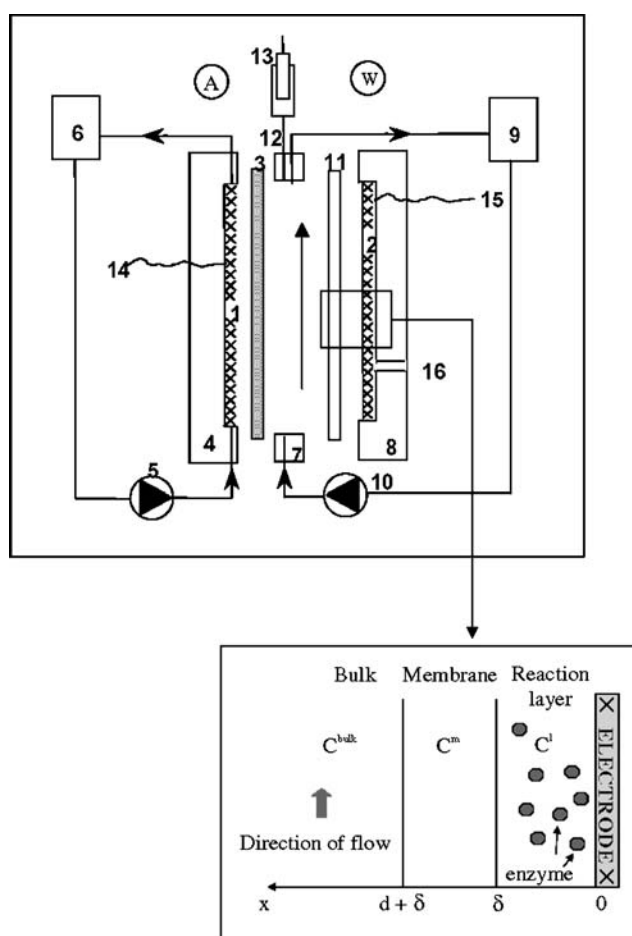 13
A
W
6
12
9
3
11
15
2
14
1
16
4
7
8
5
10
Bulk
Membrane
Reaction
layer
C^bulk
C^m
C^l
ELECTRODE
Direction of flow
enzyme
x
d + δ
δ
0